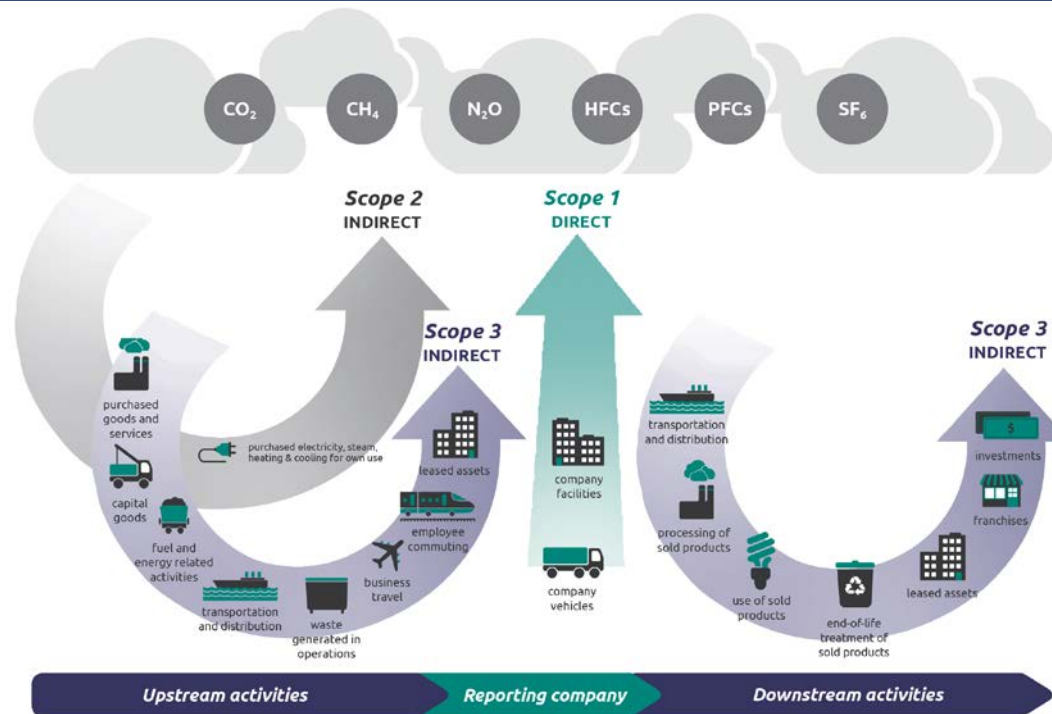 CO₂
CH₄
N₂O
HFCs
PFCs
SF₆
Scope 2
INDIRECT
Scope 1
DIRECT
Scope 3
INDIRECT
Scope 3
INDIRECT
purchased
goods and
services
capital
goods
fuel and
energy related
activities
purchased electricity, steam,
heating & cooling for own use
transportation
and distribution
waste
generated in
operations
business
travel
employee
commuting
leased assets
company
facilities
company
vehicles
transportation
and distribution
processing of
sold products
use of sold
products
end-of-life
treatment of
sold products
leased assets
franchises
$
investments
Upstream activities
Reporting company
Downstream activities